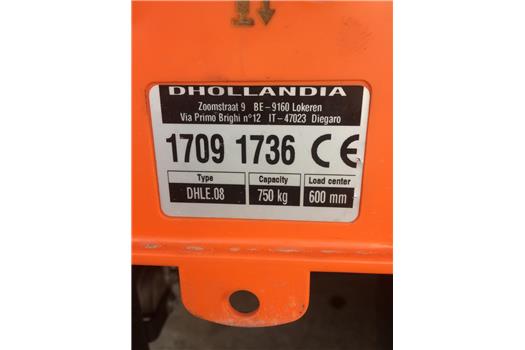 DHOLLANDIA
Zoomstraat 9 BE-9160 Lokeren
Via Primo Brighi n°12 IT-47023 Diegaro
1709 1736 CE
Type Capacity Load center
DHLE.08 750 kg 600 mm